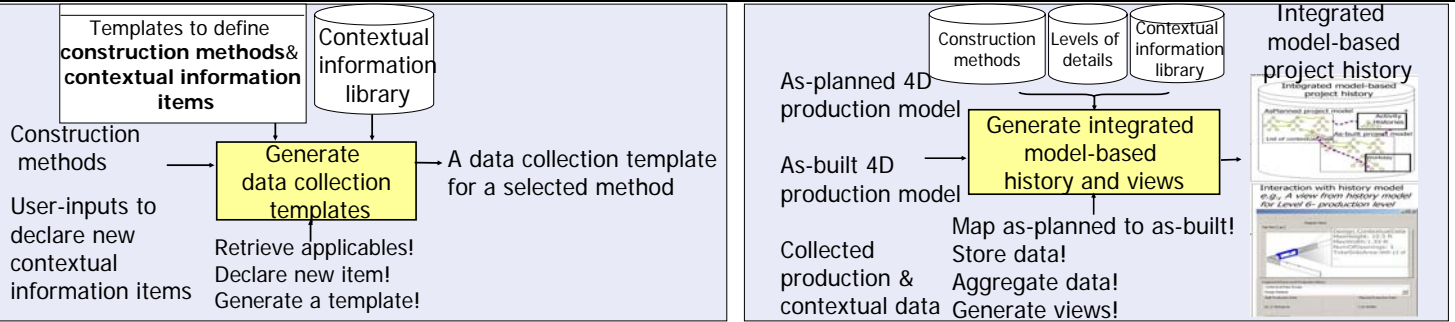 Templates to define
construction methods&
contextual information
items
Contextual
information
library
Construction
methods
User-inputs to
declare new
contextual
information items
Generate
data collection
templates
A data collection template
for a selected method
Retrieve applicables!
Declare new item!
Generate a template!
Construction
methods
Levels of
details
Contextual
information
library
Integrated
model-based
project history
As-planned 4D
production model
As-built 4D
production model
Collected
production &
contextual data
Generate integrated
model-based
history and views
Map as-planned to as-built!
Store data!
Aggregate data!
Generate views!
Integrated model-based
project history
AsPlanned project model
Activity
Histories
As-built project model
Interaction with history model
e.g., A view from history model
for Level 6- production level